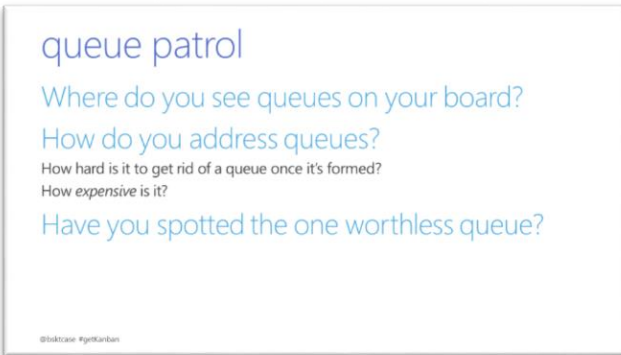 queue patrol
Where do you see queues on your board?
How do you address queues?
How hard is it to get rid of a queue once it's formed?
How expensive is it?
Have you spotted the one worthless queue?
#getKanban